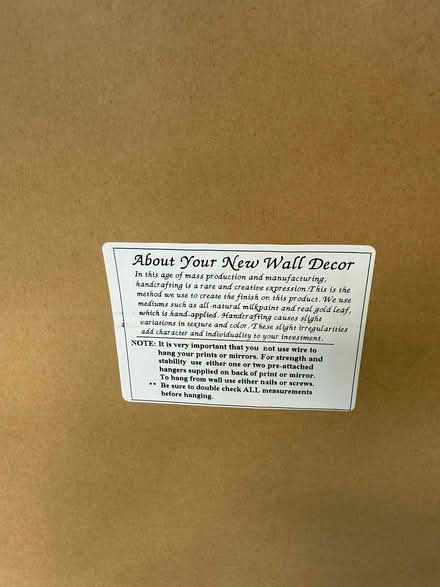 About Your New Wall Decor
In this age of mass production and manufacturing,
handcrafting is a rare and creative expression.This is the
method we use to create the finish on this product. We use
mediums such as all-natural milkpaint and real gold leaf,
which is hand-applied. Handcrafting causes slight
variations in texture and color. These slight irregularities
add character and individuality to your investment.
NOTE: It is very important that you not use wire to
hang your prints or mirrors. For strength and
stability use either one or two pre-attached
hangers supplied on back of print or mirror.
To hang from wall use either nails or screws.
** Be sure to double check ALL measurements
before hanging.